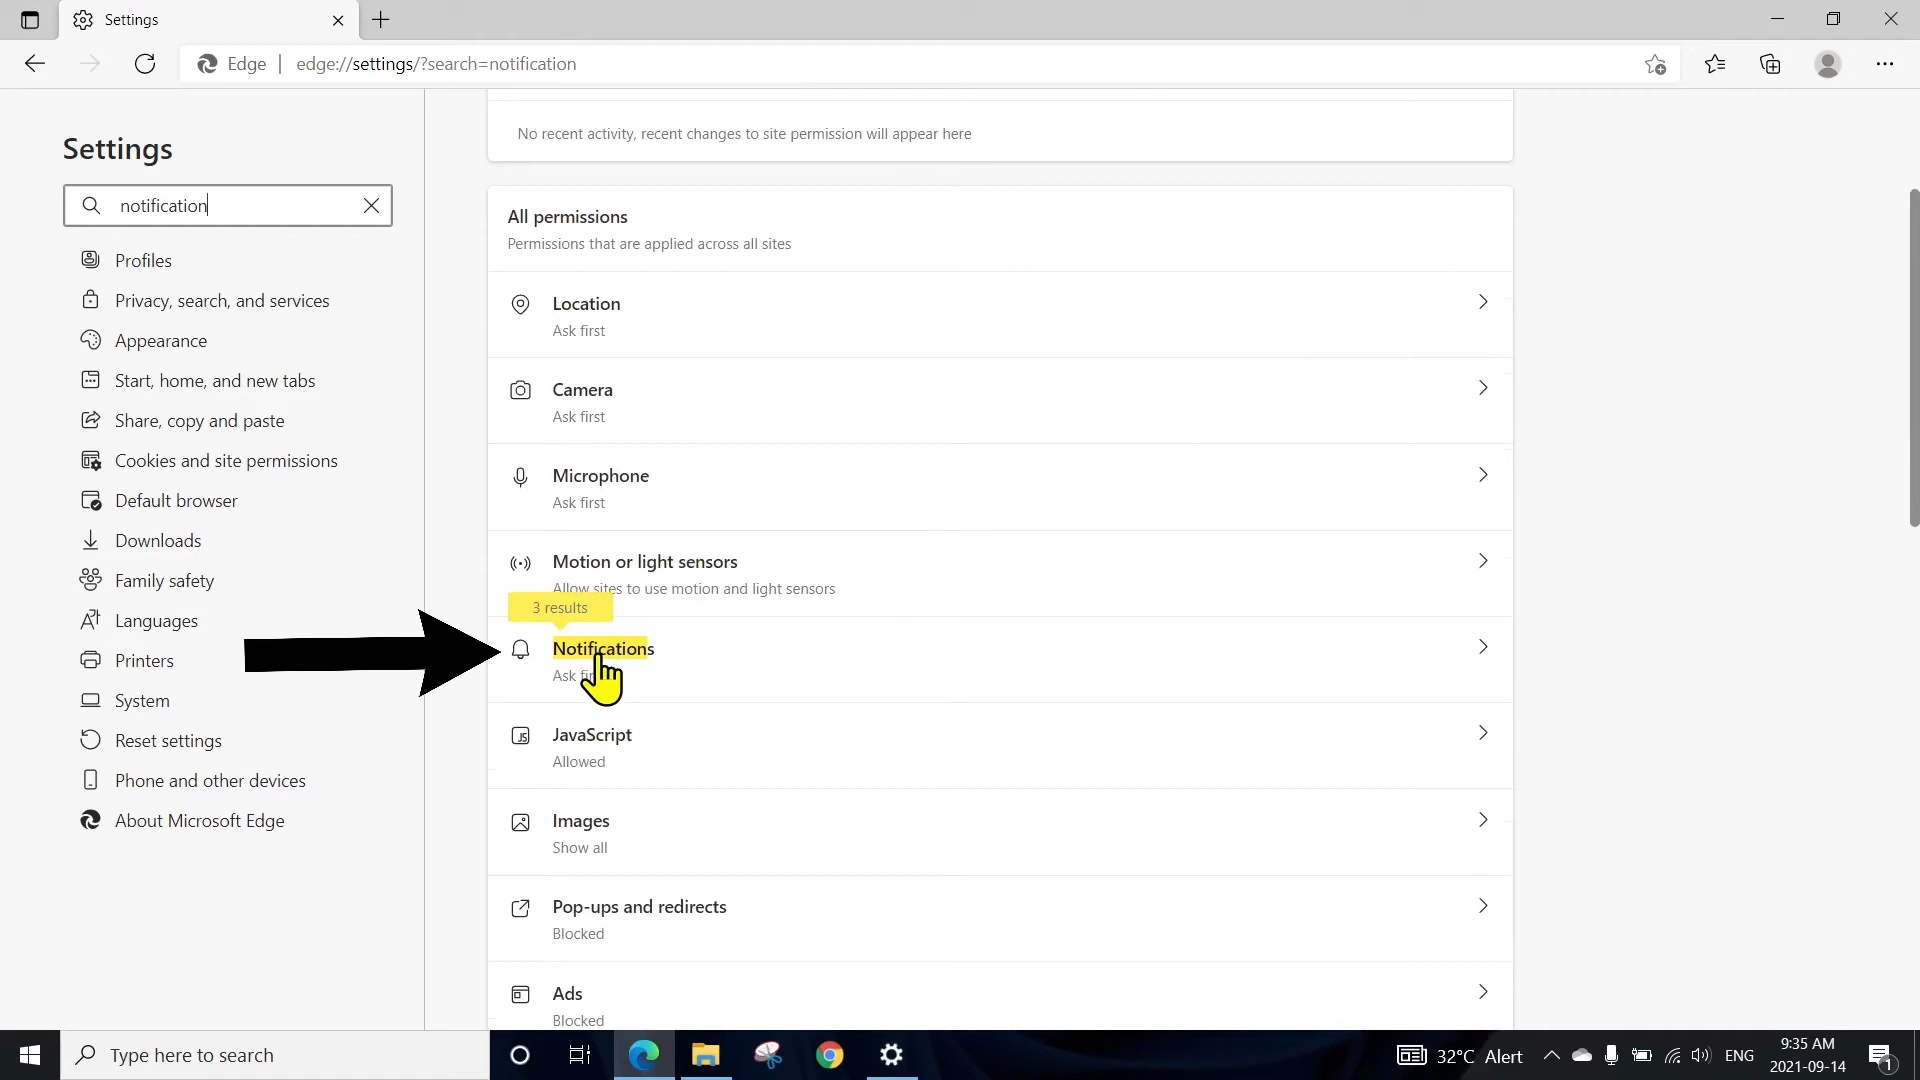 Settings
Edge
edge://settings/?search=notification
Settings
notification
Profiles
Privacy, search, and services
Appearance
Start, home, and new tabs
Share, copy and paste
Cookies and site permissions
Default browser
Downloads
Family safety
Languages
Printers
System
Reset settings
Phone and other devices
About Microsoft Edge
No recent activity, recent changes to site permission will appear here
All permissions
Permissions that are applied across all sites
Location
Ask first
Camera
Ask first
Microphone
Ask first
Motion or light sensors
Allow sites to use motion and light sensors
3 results
Notifications
Ask
JavaScript
Allowed
Images
Show all
Pop-ups and redirects
Blocked
Ads
Blocked
Type here to search
32°C Alert
ENG
9:35 AM
2021-09-14
1